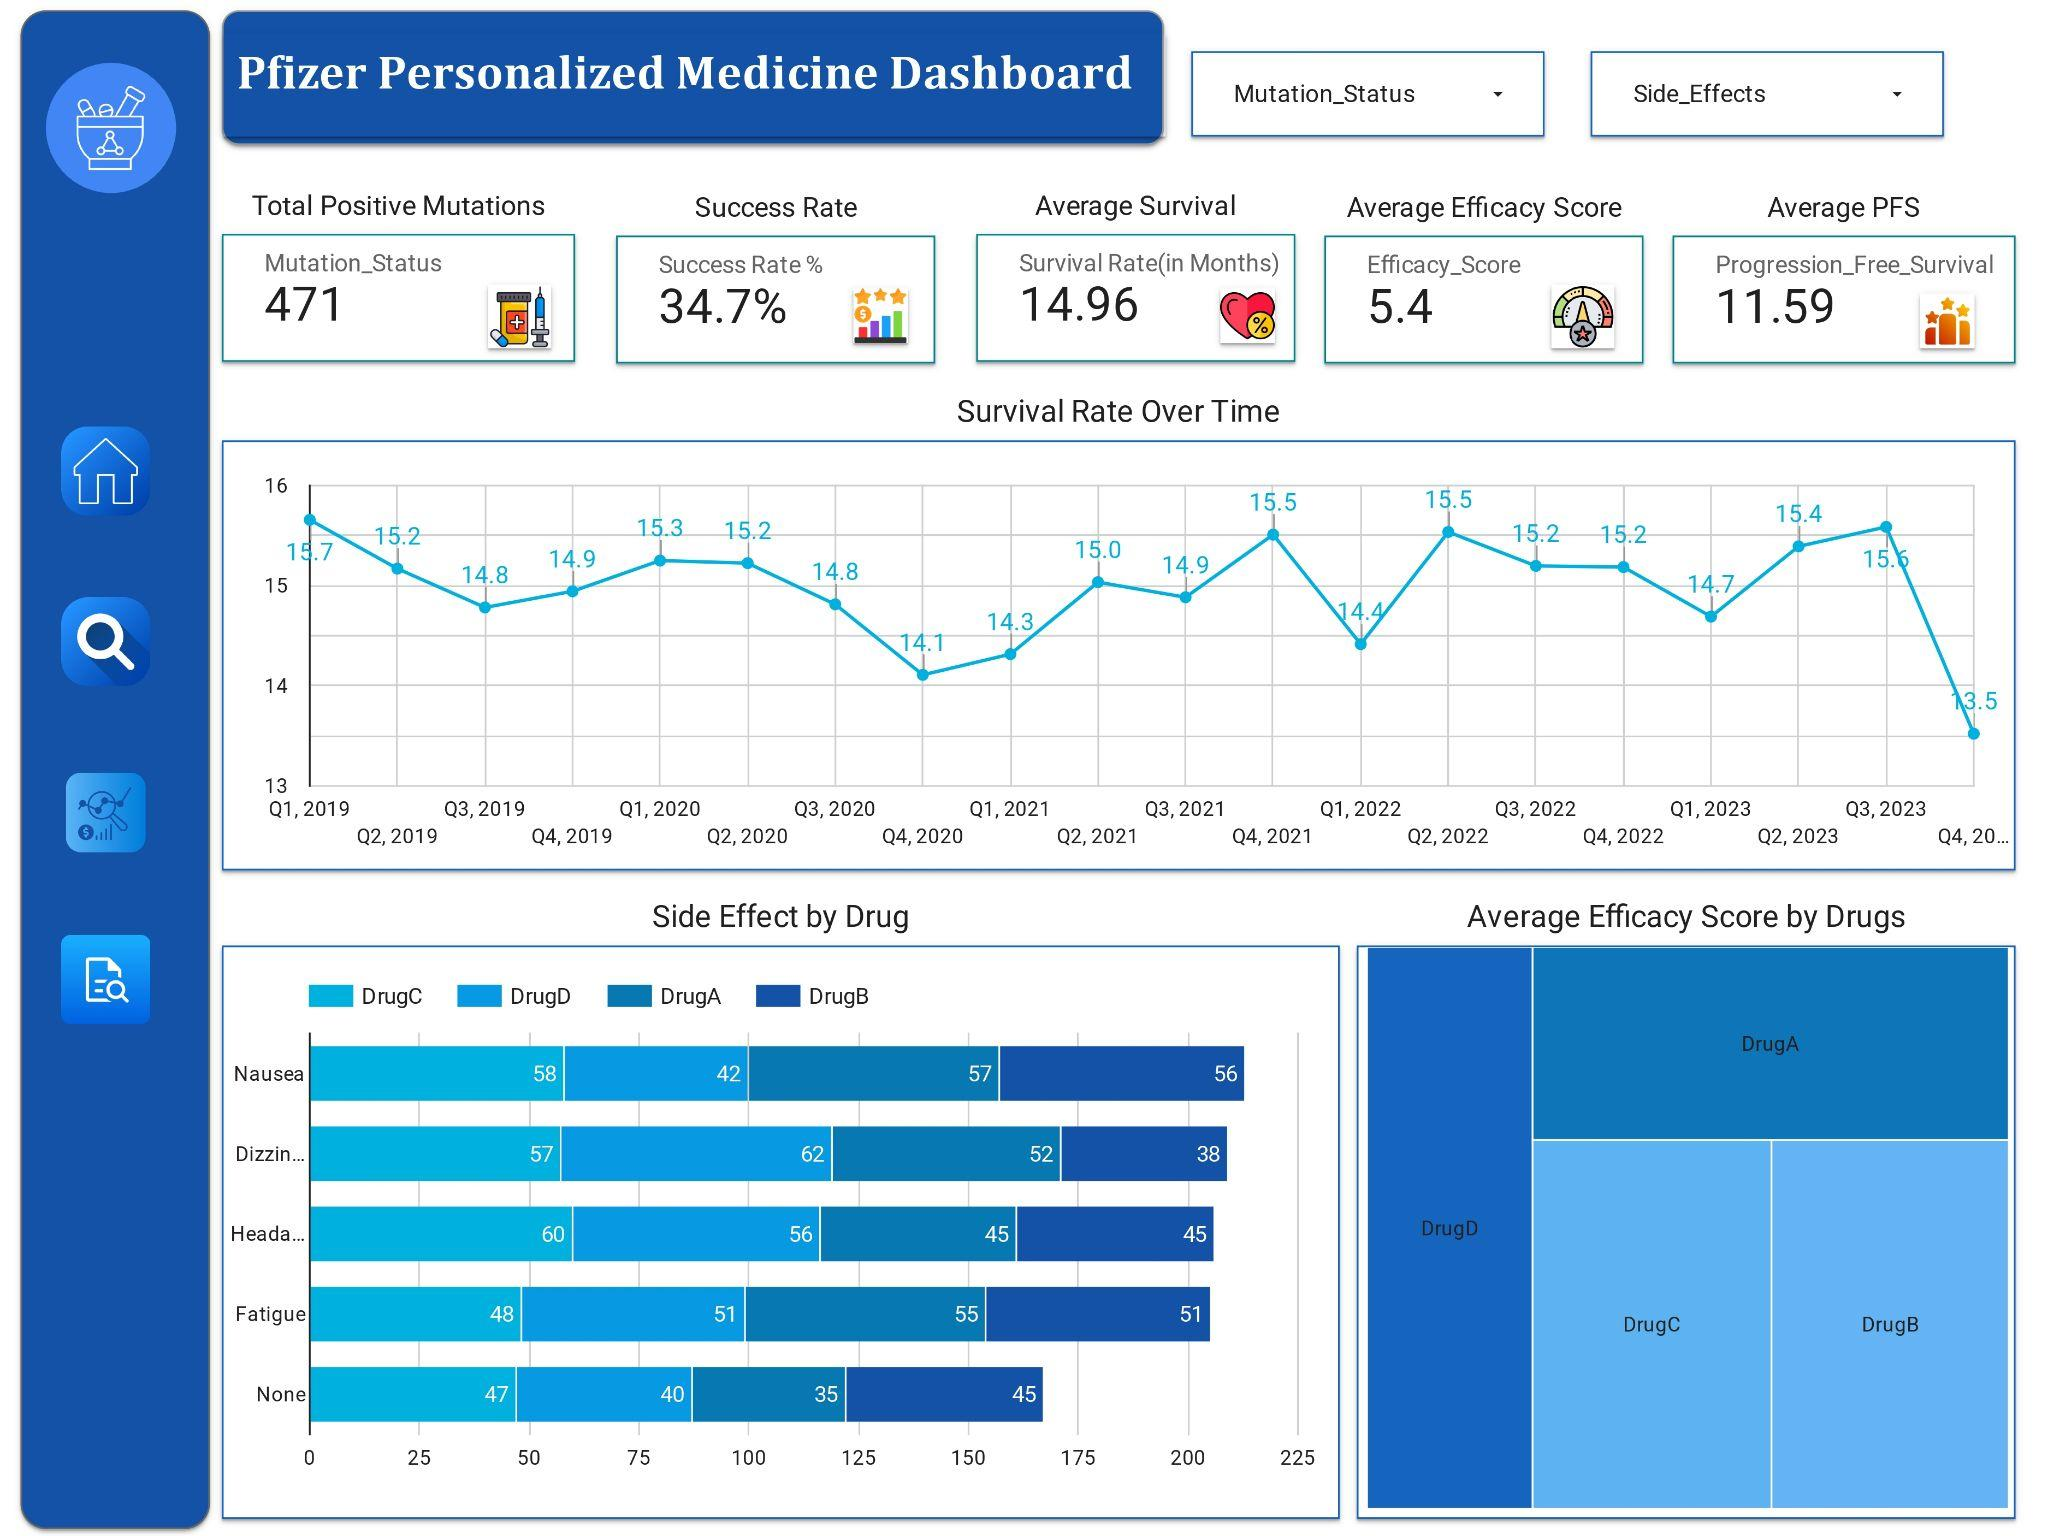 Pfizer Personalized Medicine Dashboard
Mutation_Status
Side_Effects
Total Positive Mutations
Success Rate
Average Survival
Average Efficacy Score
Average PFS
Mutation_Status
471
Success Rate %
34.7%
Survival Rate(in Months)
14.96
Efficacy_Score
5.4
Progression_Free_Survival
11.59
Survival Rate Over Time
16
15
14
13
15.7
15.2
14.8
14.9
15.3
15.2
14.8
14.1
14.3
15.0
14.9
15.5
14.4
15.5
15.2
15.2
14.7
15.4
15.6
13.5
Q1, 2019
Q2, 2019
Q3, 2019
Q4, 2019
Q1, 2020
Q2, 2020
Q3, 2020
Q4, 2020
Q1, 2021
Q2, 2021
Q3, 2021
Q4, 2021
Q1, 2022
Q2, 2022
Q3, 2022
Q4, 2022
Q1, 2023
Q2, 2023
Q3, 2023
Q4, 20...
Side Effect by Drug
DrugC DrugD DrugA DrugB
Nausea 58 42 57 56
Dizzin... 57 62 52 38
Heada... 60 56 45 45
Fatigue 48 51 55 51
None 47 40 35 45
0 25 50 75 100 125 150 175 200 225
Average Efficacy Score by Drugs
DrugD
DrugA
DrugC
DrugB